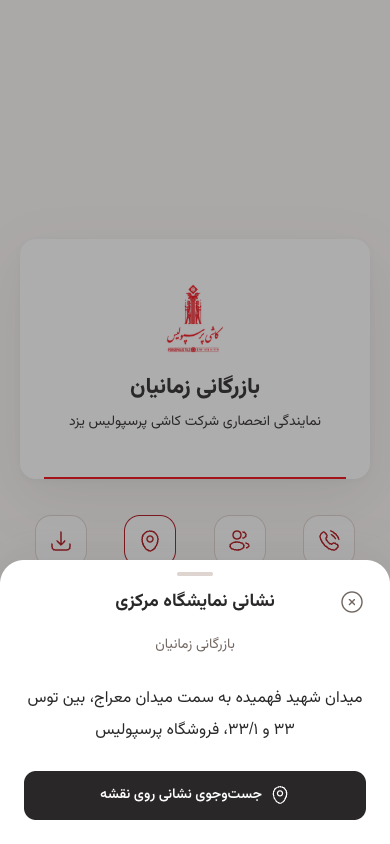 کاشی پرسپولیس
بازرگانی زمانیان
نمایندگی انحصاری شرکت کاشی پرسپولیس یزد
نشانی نمایشگاه مرکزی
بازرگانی زمانیان
میدان شهید فهمیده به سمت میدان معراج، بین توس
۳۳ و ۳۳/۱، فروشگاه پرسپولیس
جست‌وجوی نشانی روی نقشه